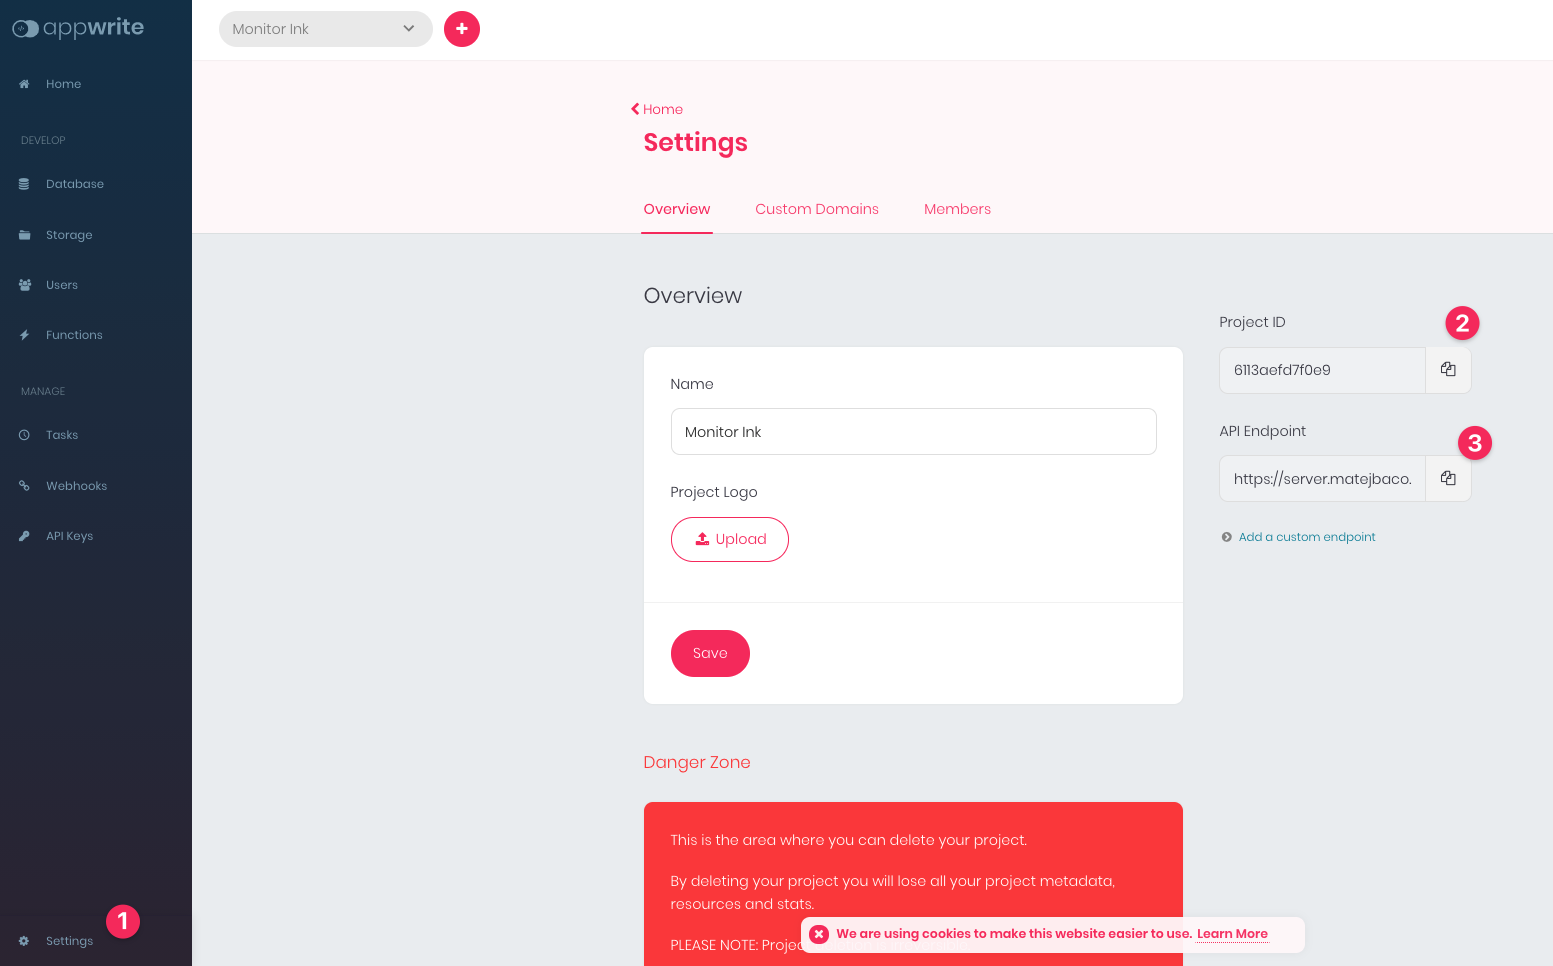 appwrite
Monitor Ink
Home
DEVELOP
Database
Storage
Users
Functions
MANAGE
Tasks
Webhooks
API Keys
Settings
1
Home
Settings
Overview Custom Domains Members
Overview
Name
Monitor Ink
Project Logo
Upload
Save
Project ID
2
6113aefd7f0e9
API Endpoint
3
https://server.matejbaco.
Add a custom endpoint
Danger Zone
This is the area where you can delete your project.
By deleting your project you will lose all your project metadata,
resources and stats.
PLEASE NOTE:
We are using cookies to make this website easier to use. Learn More